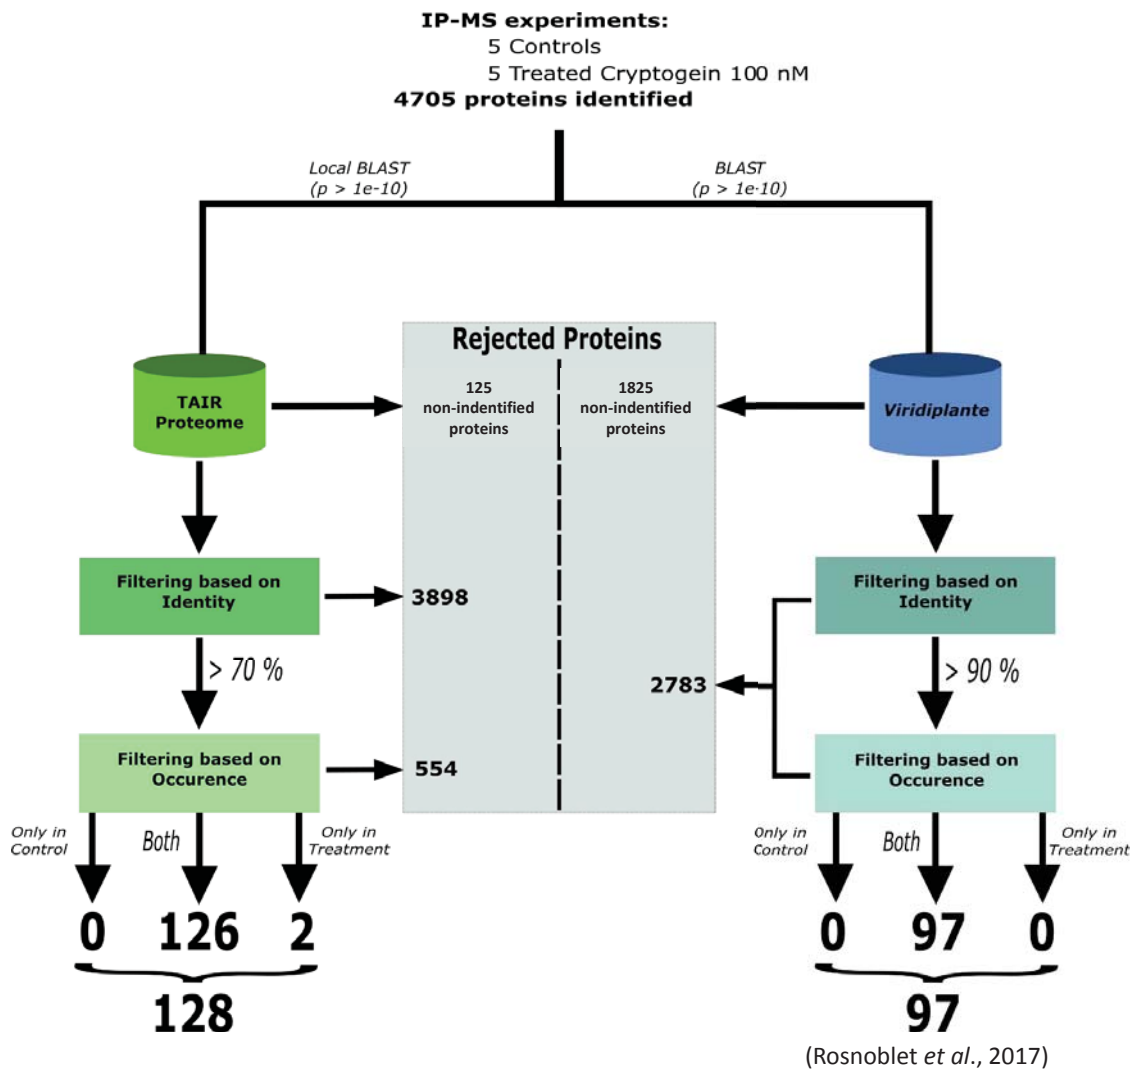 IP-MS experiments:
5 Controls
5 Treated Cryptogein 100 nM
4705 proteins identified
Local BLAST
(p > 1e-10)
BLAST
(p > 1e-10)
TAIR
Proteome
Rejected Proteins
125
non-indentified
proteins
1825
non-indentified
proteins
Viridiplante
Filtering based on
Identity
3898
Filtering based on
Identity
> 70 %
2783
> 90 %
Filtering based on
Occurence
554
Filtering based on
Occurence
Only in
Control
Both
Only in
Treatment
Only in
Control
Both
Only in
Treatment
0 126 2
0 97 0
128
97
(Rosnoblet et al., 2017)